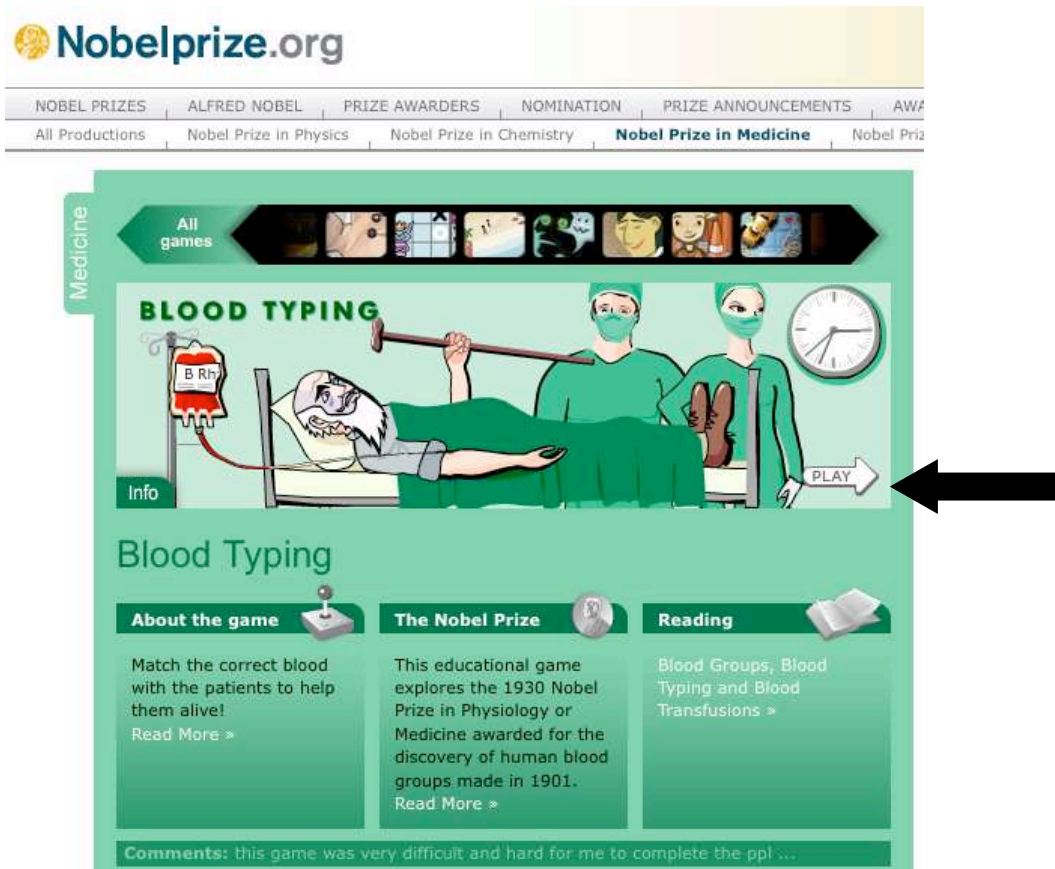 Nobelprize.org
NOBEL PRIZES ALFRED NOBEL PRIZE AWARDERS NOMINATION PRIZE ANNOUNCEMENTS AWA
All Productions Nobel Prize in Physics Nobel Prize in Chemistry Nobel Prize in Medicine Nobel Priz
Medicine
All
games
BLOOD TYPING
B Rh
PLAY
Info
Blood Typing
About the game
Match the correct blood
with the patients to help
them alive!
Read More »
The Nobel Prize
This educational game
explores the 1930 Nobel
Prize in Physiology or
Medicine awarded for the
discovery of human blood
groups made in 1901.
Read More »
Reading
Blood Groups, Blood
Typing and Blood
Transfusions »
Comments: this game was very difficult and hard for me to complete the ppl ...